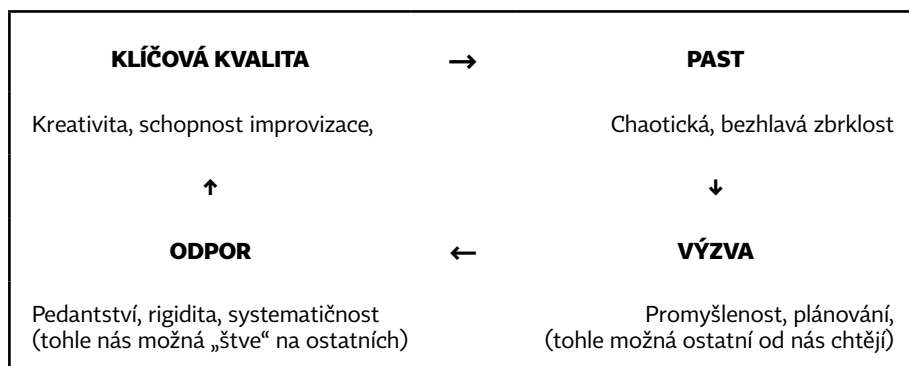 KLÍČOVÁ KVALITA → PAST
Kreativita, schopnost improvizace, Chaotická, bezhlavá zbrklost
↑ ↓
ODPOR ← VÝZVA
Pedantství, rigidita, systematičnost Promyšlenost, plánování,
(tohle nás možná „štve“ na ostatních) (tohle možná ostatní od nás chtějí)